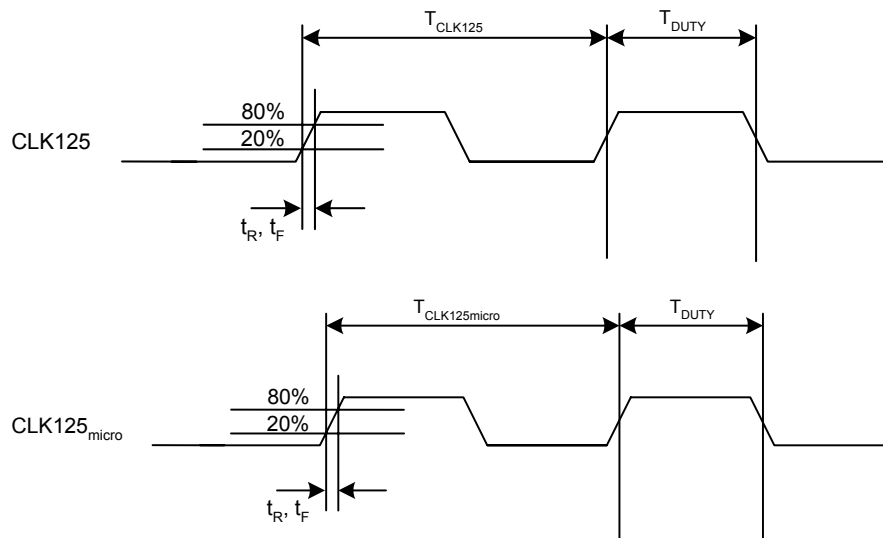 T_CLK125 T_DUTY
80%
CLK125 20%
t_R, t_F
T_CLK125micro T_DUTY
80%
CLK125_micro 20%
t_R, t_F